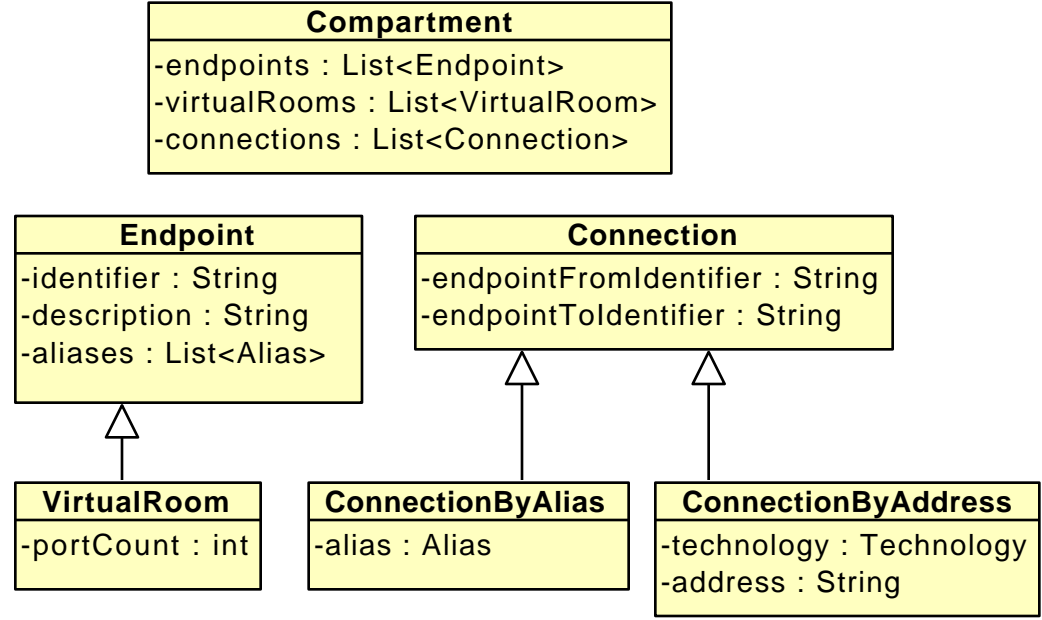 Compartment
-endpoints : List<Endpoint>
-virtualRooms : List<VirtualRoom>
-connections : List<Connection>
Endpoint
-identifier : String
-description : String
-aliases : List<Alias>
Connection
-endpointFromIdentifier : String
-endpointToIdentifier : String
VirtualRoom
-portCount : int
ConnectionByAlias
-alias : Alias
ConnectionByAddress
-technology : Technology
-address : String